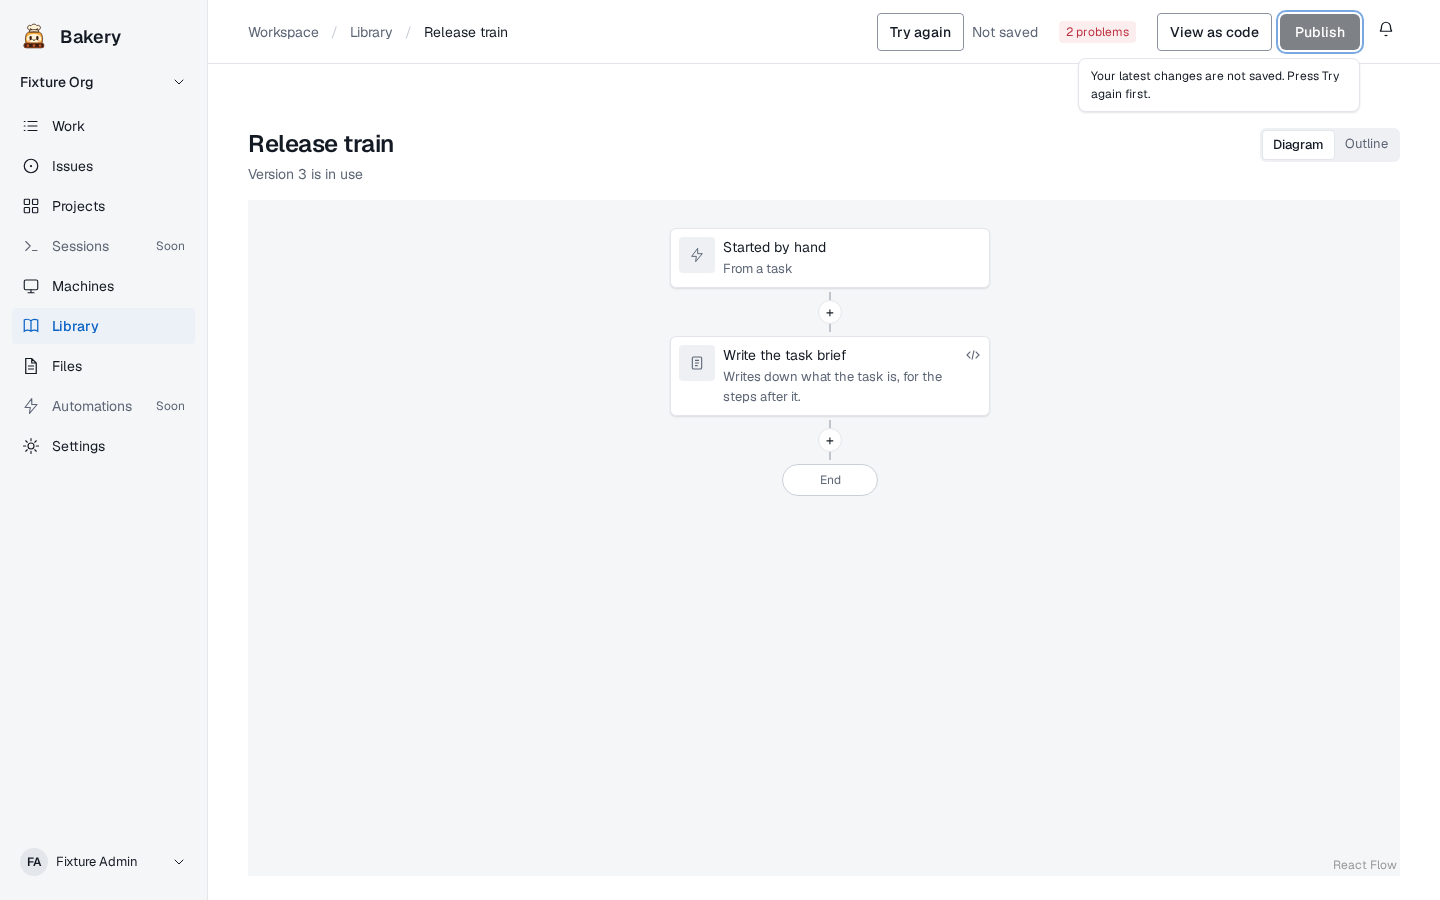 Bakery
Fixture Org
Work
Issues
Projects
Sessions Soon
Machines
Library
Files
Automations Soon
Settings
FA Fixture Admin
Workspace / Library / Release train
Try again Not saved 2 problems View as code Publish
Your latest changes are not saved. Press Try
again first.
Release train
Version 3 is in use
Diagram Outline
Started by hand
From a task
+
Write the task brief
Writes down what the task is, for the
steps after it.
+
End
React Flow